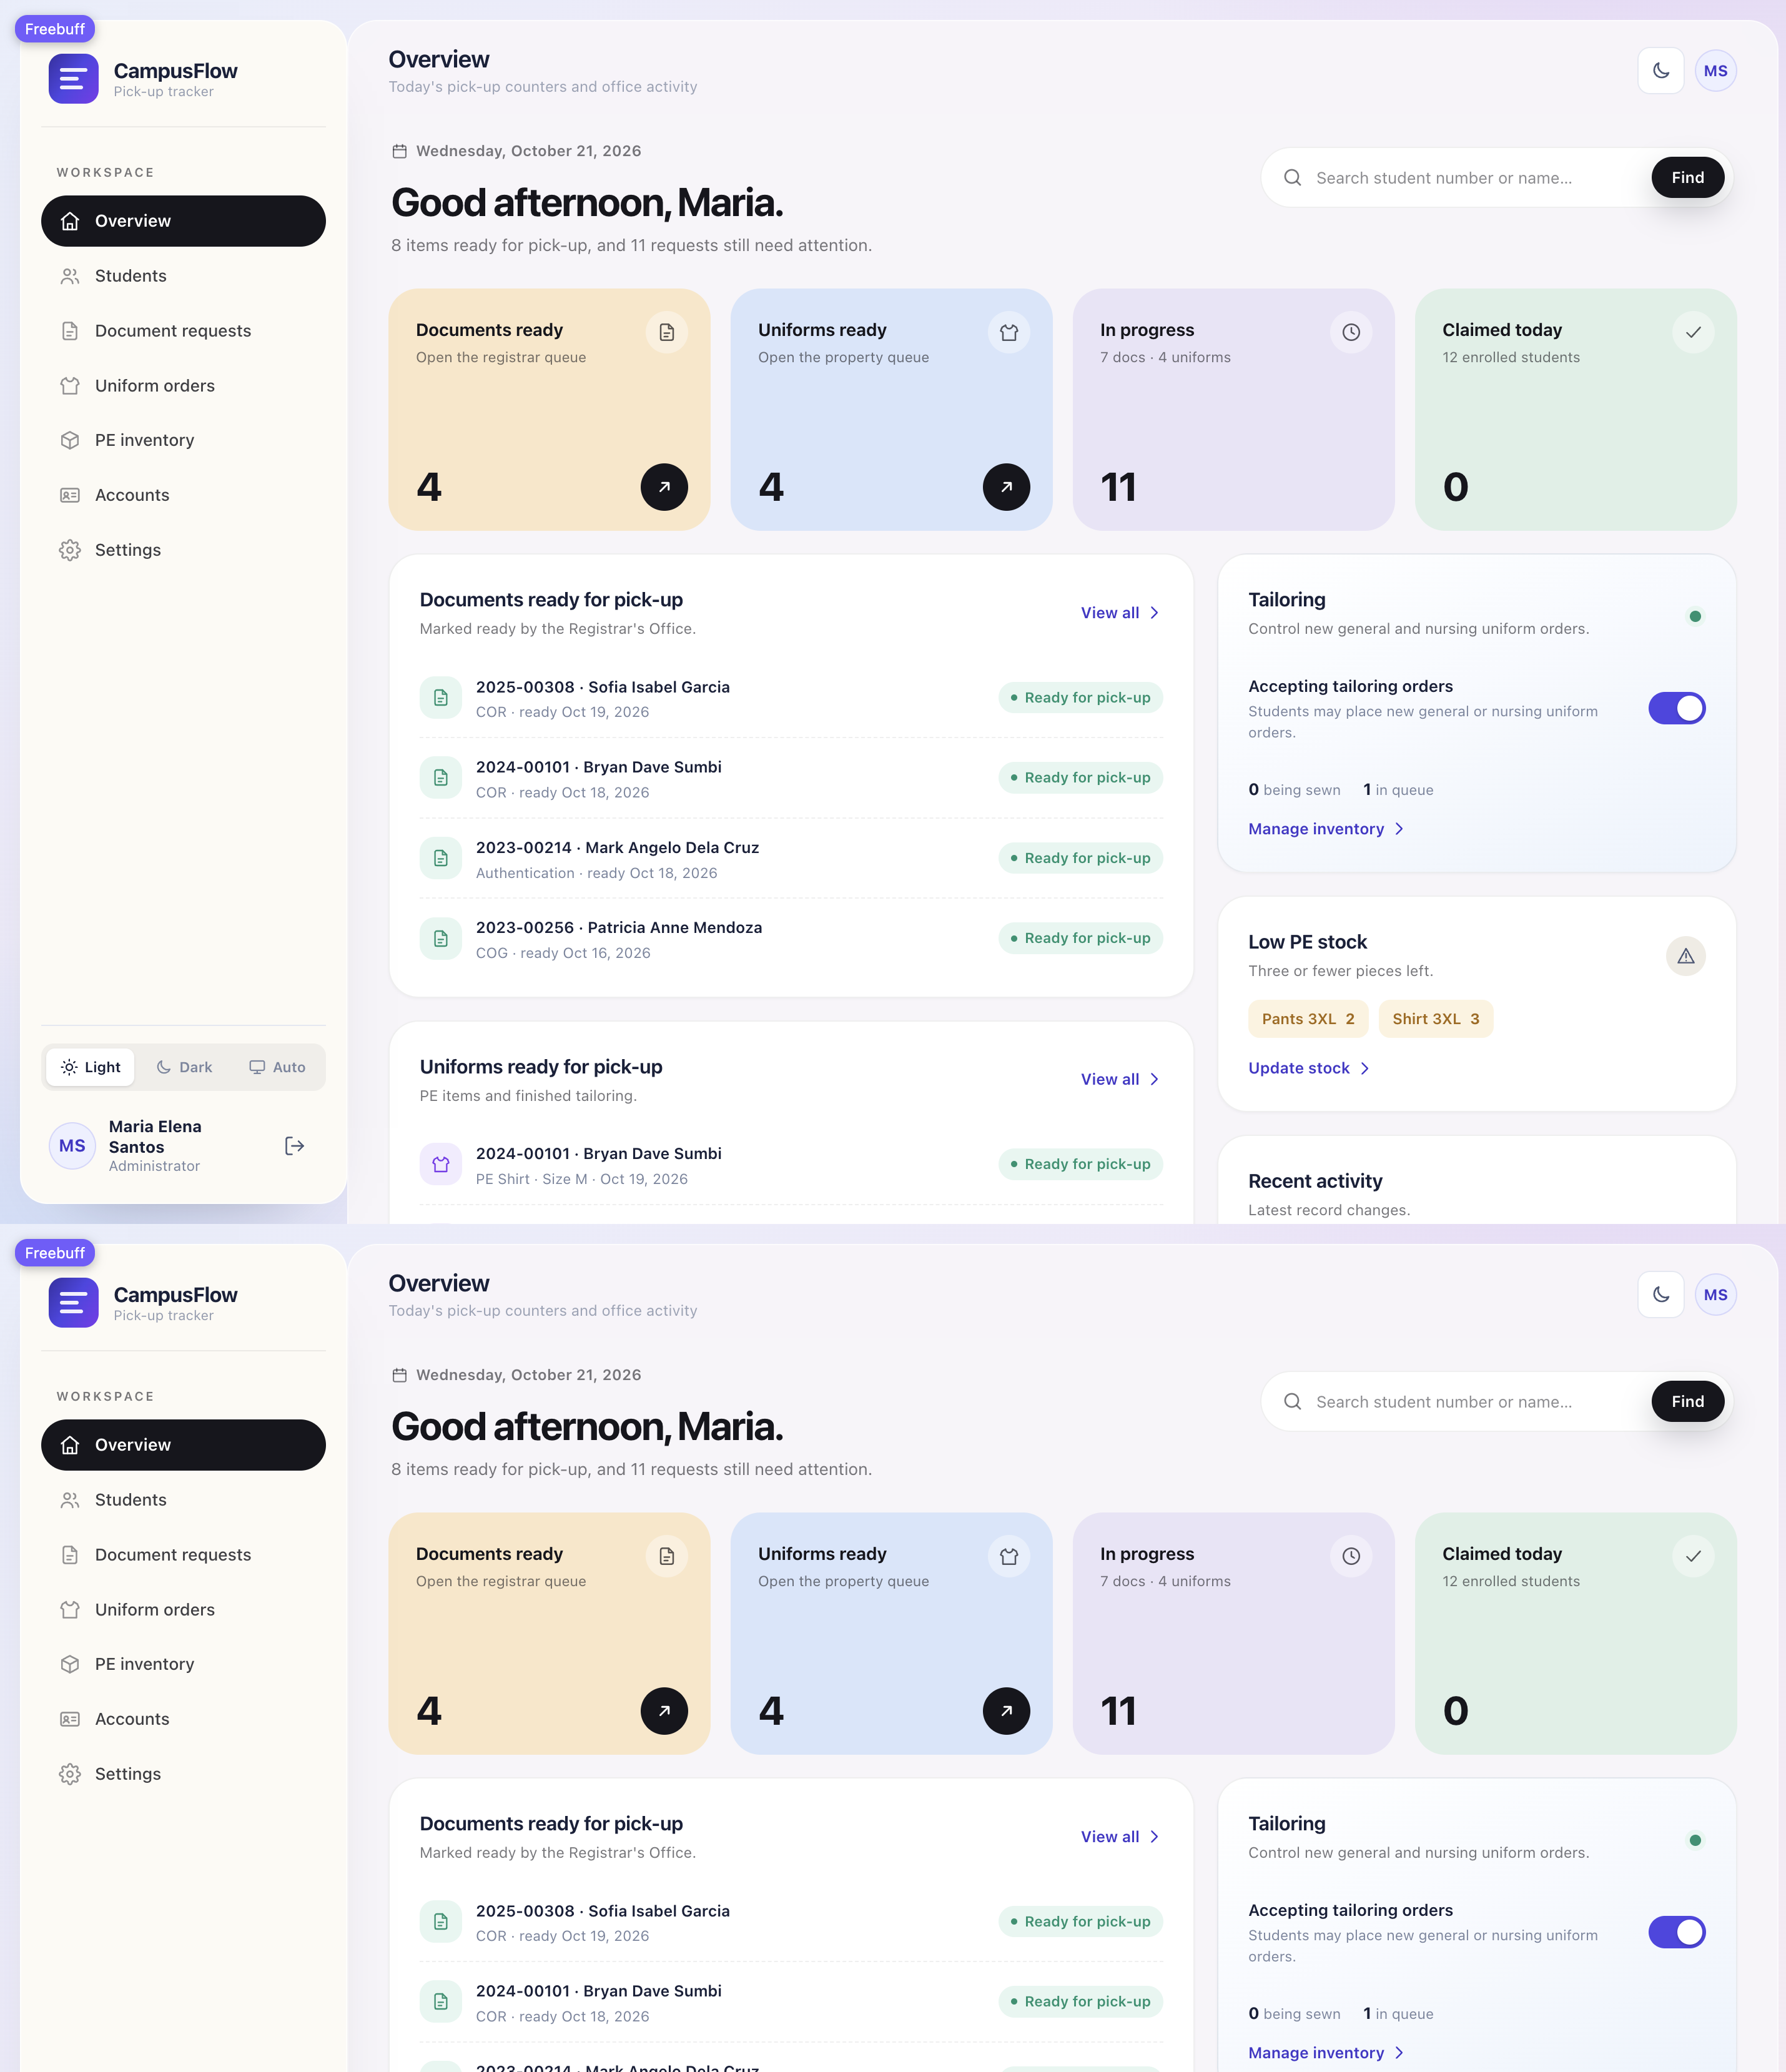 Freebuff
CampusFlow
Pick-up tracker
WORKSPACE
Overview
Students
Document requests
Uniform orders
PE inventory
Accounts
Settings
Light
Dark
Auto
MS
Maria Elena
Santos
Administrator
Overview
Today's pick-up counters and office activity
MS
Wednesday, October 21, 2026
Good afternoon, Maria.
8 items ready for pick-up, and 11 requests still need attention.
Search student number or name...
Find
Documents ready
Open the registrar queue
4
Uniforms ready
Open the property queue
4
In progress
7 docs · 4 uniforms
11
Claimed today
12 enrolled students
0
Documents ready for pick-up
Marked ready by the Registrar's Office.
View all
2025-00308 · Sofia Isabel Garcia
COR · ready Oct 19, 2026
Ready for pick-up
2024-00101 · Bryan Dave Sumbi
COR · ready Oct 18, 2026
Ready for pick-up
2023-00214 · Mark Angelo Dela Cruz
Authentication · ready Oct 18, 2026
Ready for pick-up
2023-00256 · Patricia Anne Mendoza
COG · ready Oct 16, 2026
Ready for pick-up
Uniforms ready for pick-up
PE items and finished tailoring.
View all
2024-00101 · Bryan Dave Sumbi
PE Shirt · Size M · Oct 19, 2026
Ready for pick-up
Tailoring
Control new general and nursing uniform orders.
Accepting tailoring orders
Students may place new general or nursing uniform
orders.
0 being sewn 1 in queue
Manage inventory
Low PE stock
Three or fewer pieces left.
Pants 3XL 2
Shirt 3XL 3
Update stock
Recent activity
Latest record changes.
Freebuff
CampusFlow
Pick-up tracker
WORKSPACE
Overview
Students
Document requests
Uniform orders
PE inventory
Accounts
Settings
Overview
Today's pick-up counters and office activity
MS
Wednesday, October 21, 2026
Good afternoon, Maria.
8 items ready for pick-up, and 11 requests still need attention.
Search student number or name...
Find
Documents ready
Open the registrar queue
4
Uniforms ready
Open the property queue
4
In progress
7 docs · 4 uniforms
11
Claimed today
12 enrolled students
0
Documents ready for pick-up
Marked ready by the Registrar's Office.
View all
2025-00308 · Sofia Isabel Garcia
COR · ready Oct 19, 2026
Ready for pick-up
2024-00101 · Bryan Dave Sumbi
COR · ready Oct 18, 2026
Ready for pick-up
2023-00214 · Mark Angelo Dela Cruz
Tailoring
Control new general and nursing uniform orders.
Accepting tailoring orders
Students may place new general or nursing uniform
orders.
0 being sewn 1 in queue
Manage inventory